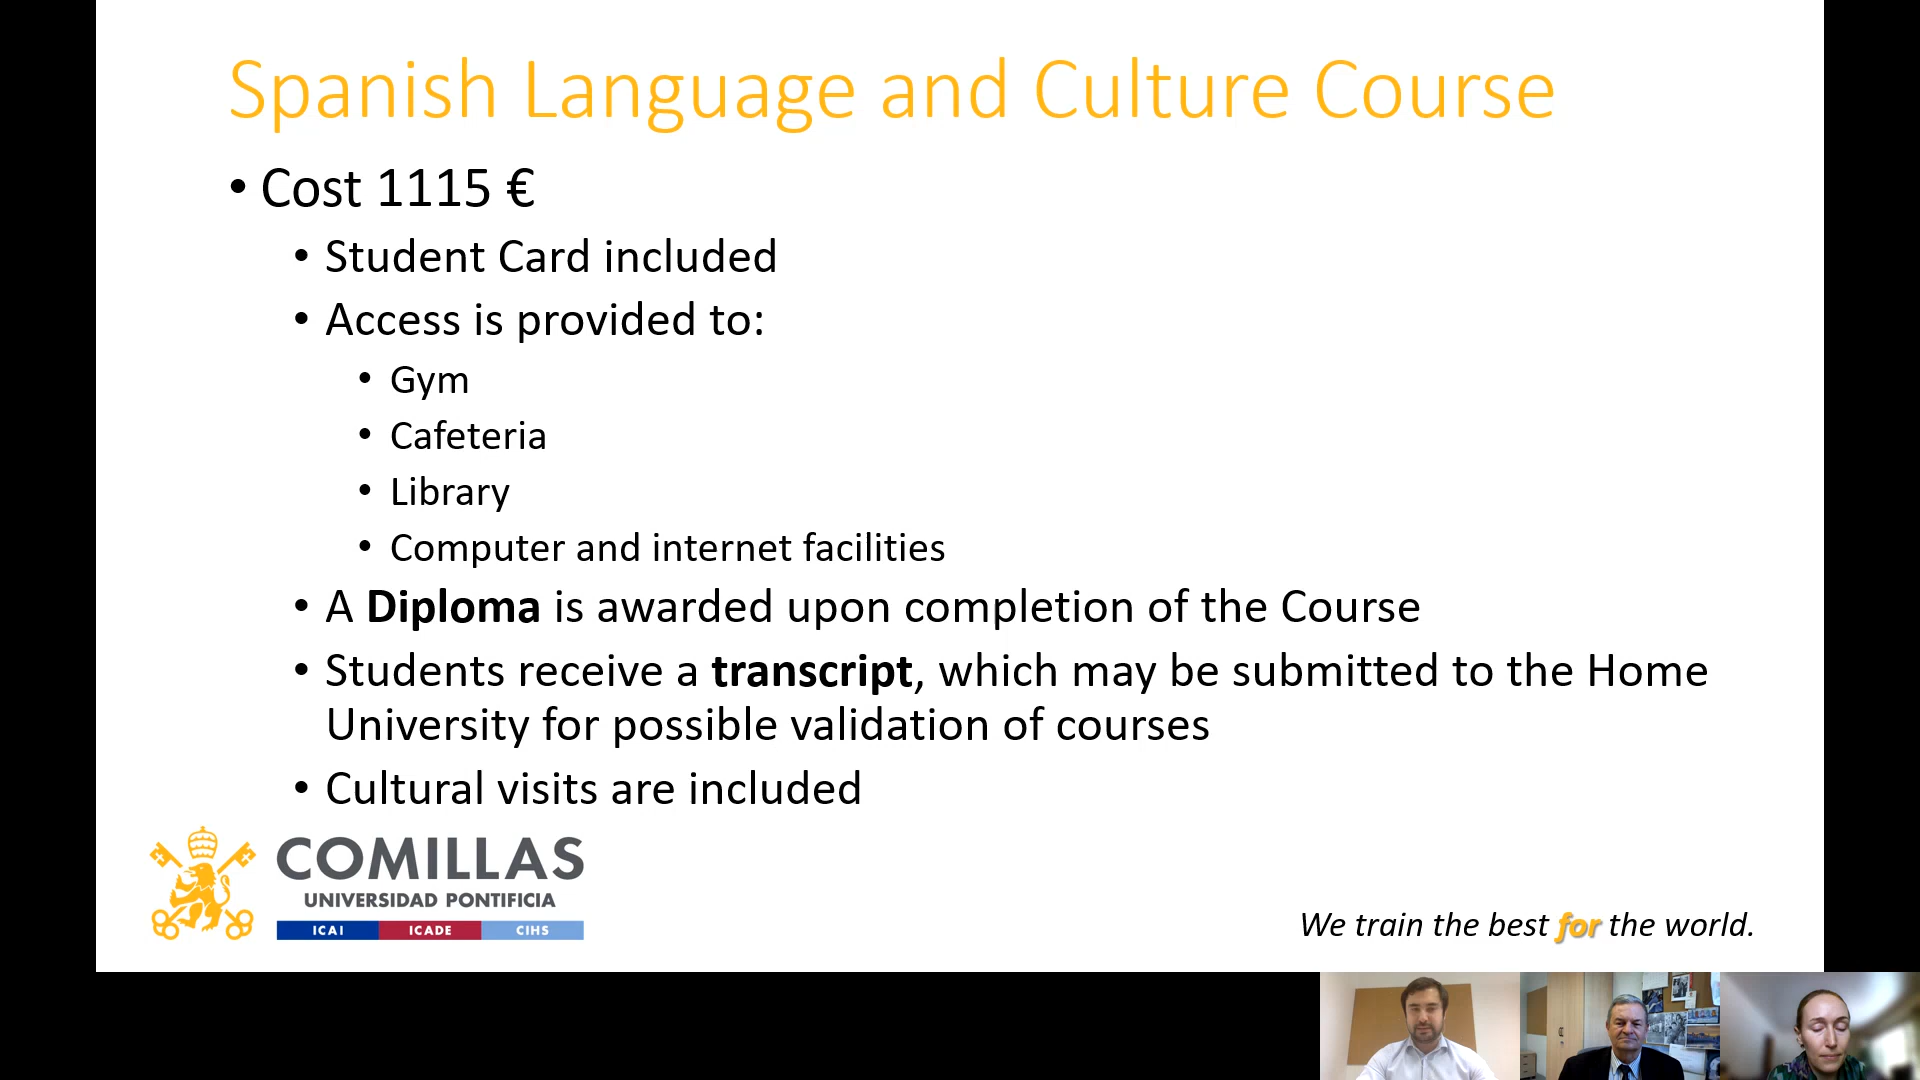 Spanish Language and Culture Course
• Cost 1115 €
• Student Card included
• Access is provided to:
• Gym
• Cafeteria
• Library
• Computer and internet facilities
• A Diploma is awarded upon completion of the Course
• Students receive a transcript, which may be submitted to the Home
University for possible validation of courses
• Cultural visits are included
COMILLAS
UNIVERSIDAD PONTIFICIA
ICAI ICADE CIHS
We train the best for the world.